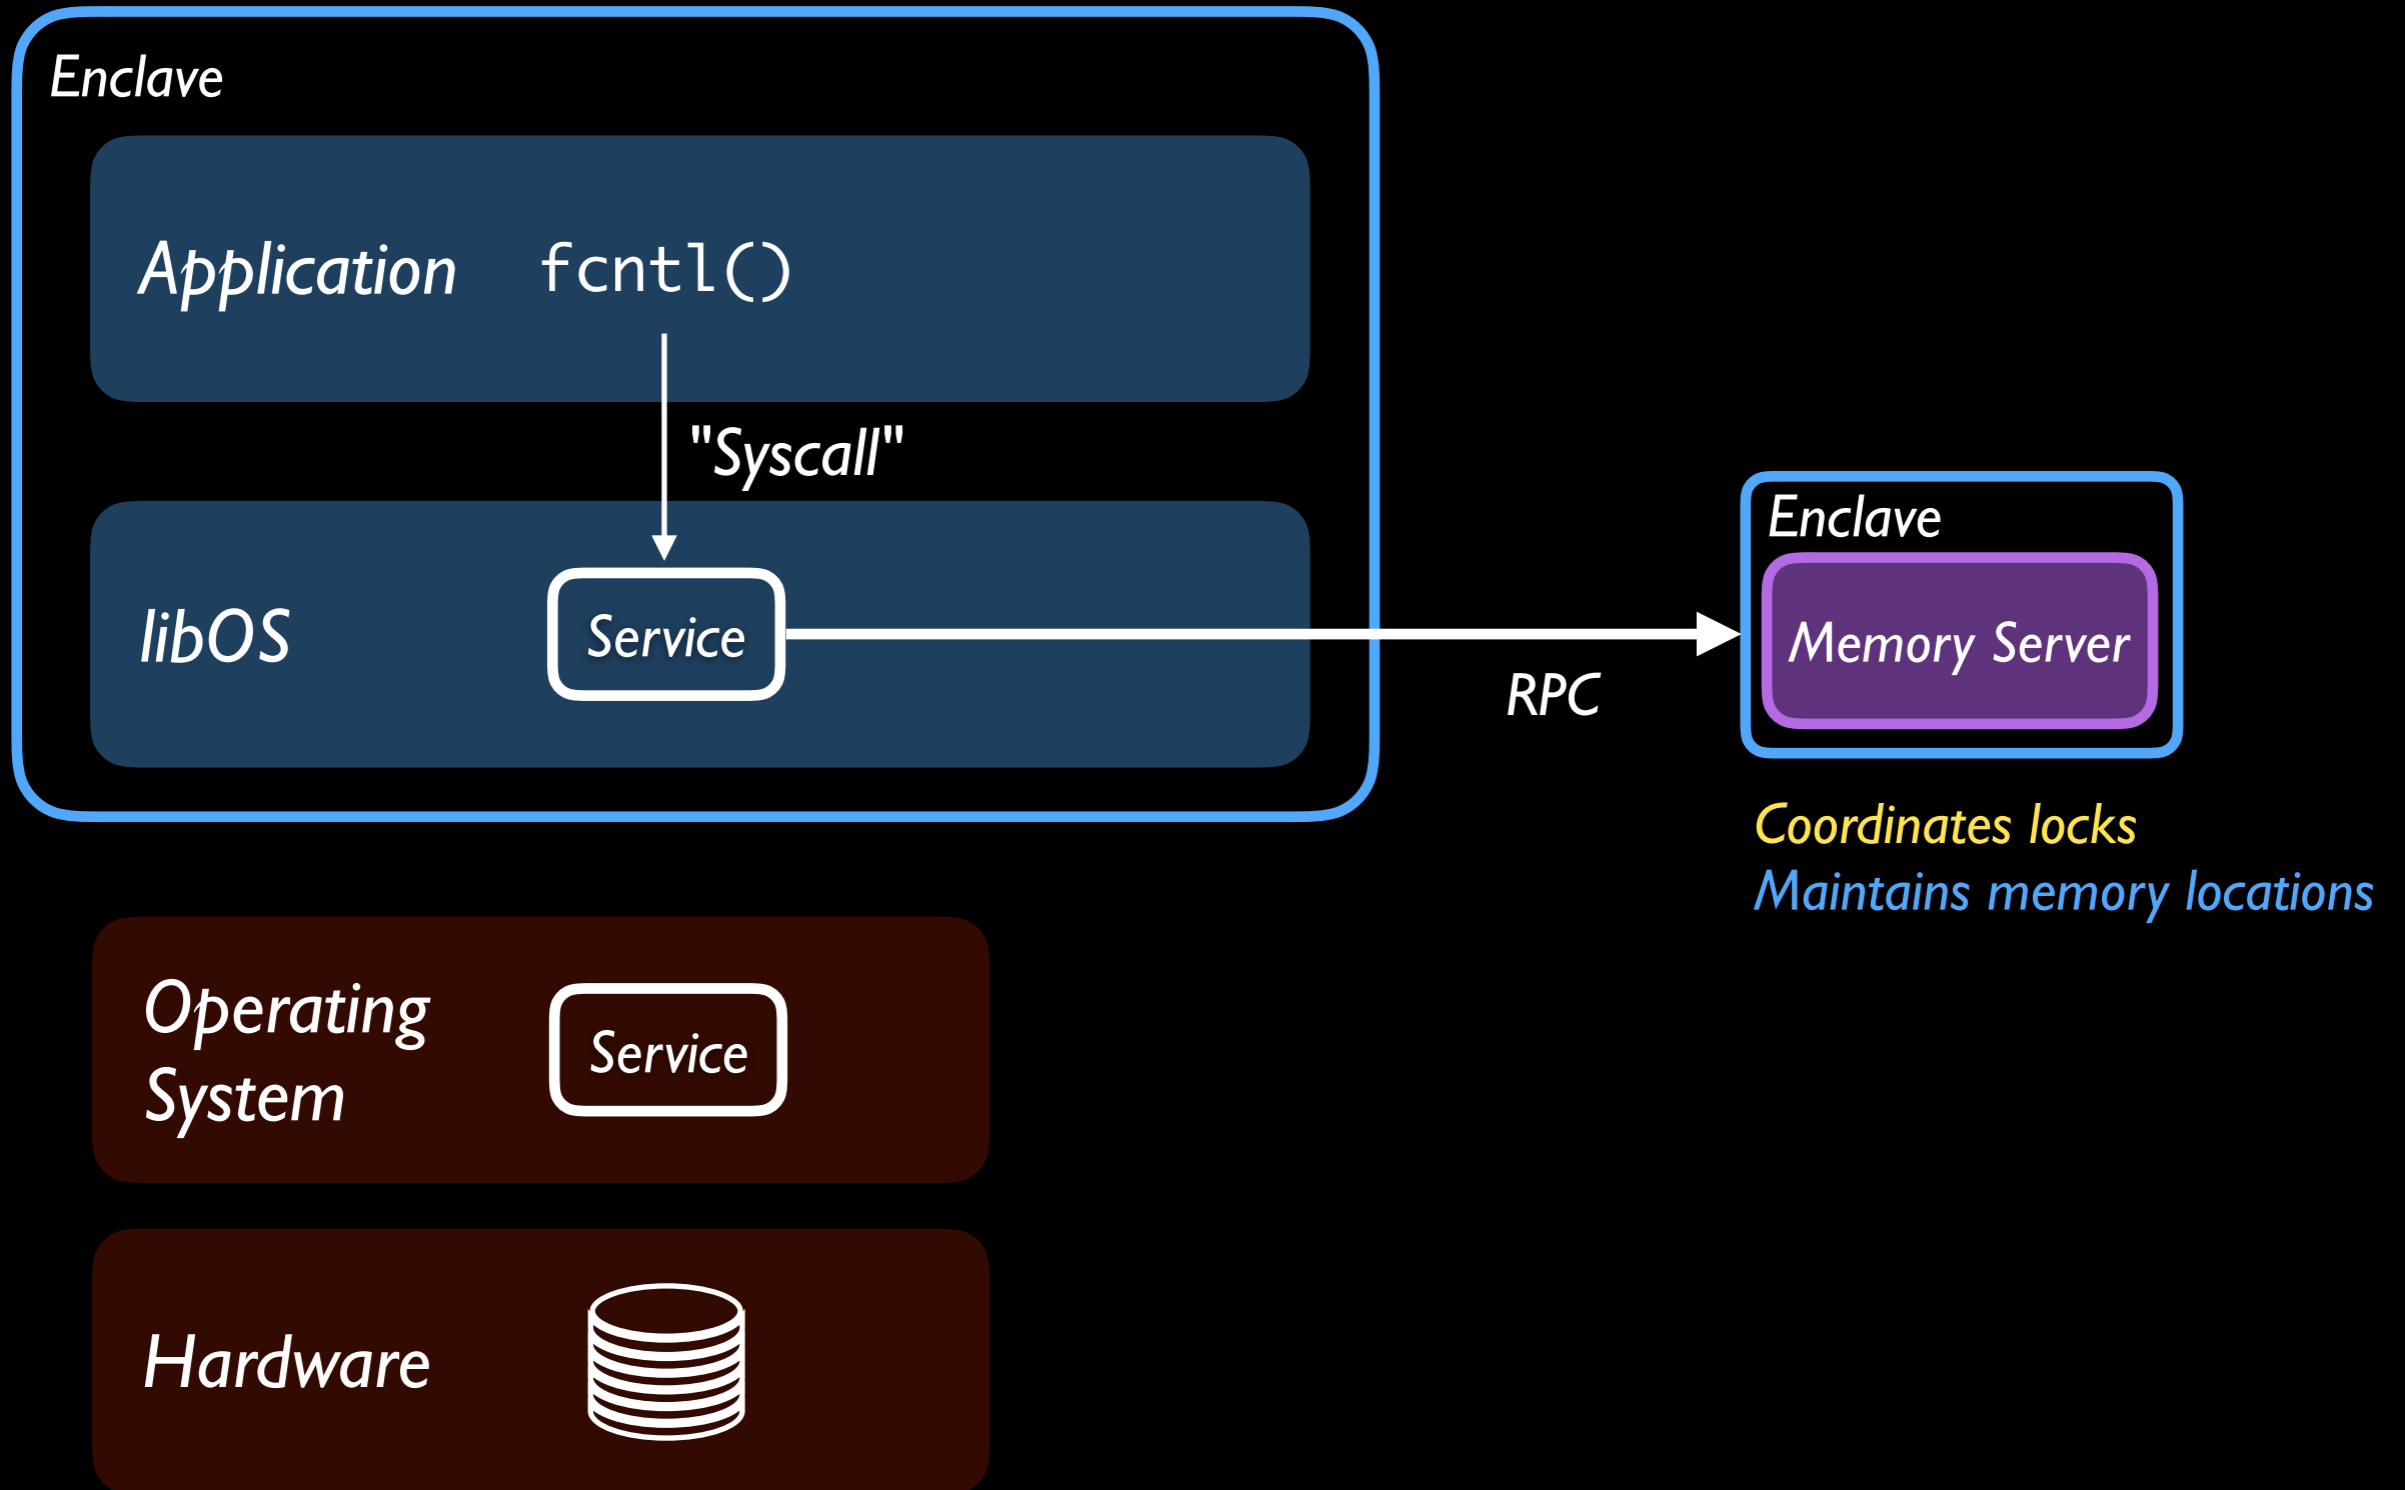 Enclave
Application fcntl()
"Syscall"
libOS
Service
RPC
Enclave
Memory Server
Coordinates locks
Maintains memory locations
Operating
System
Service
Hardware